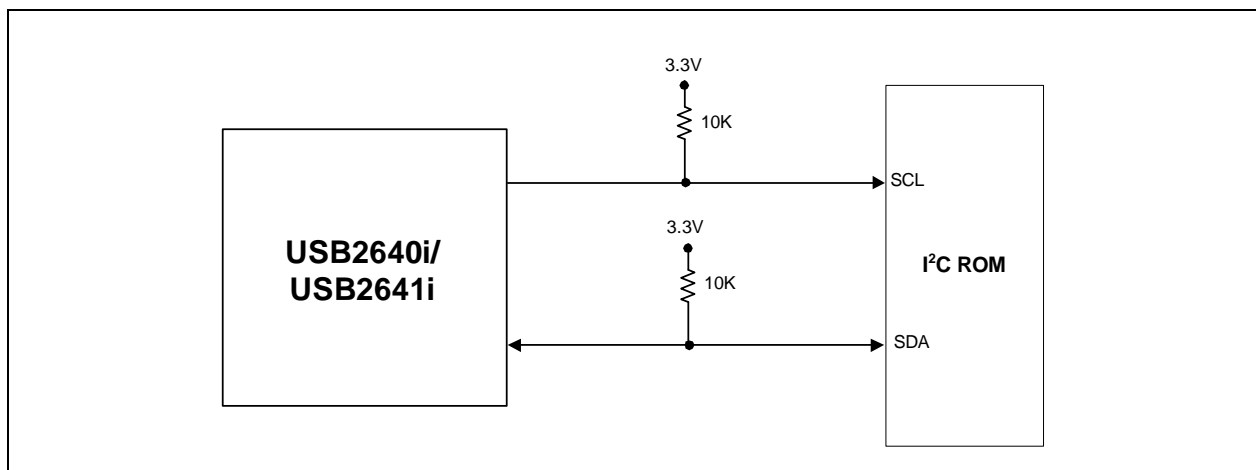 3.3V
10K
SCL
3.3V
USB2640i/
USB2641i
I²C ROM
10K
SDA